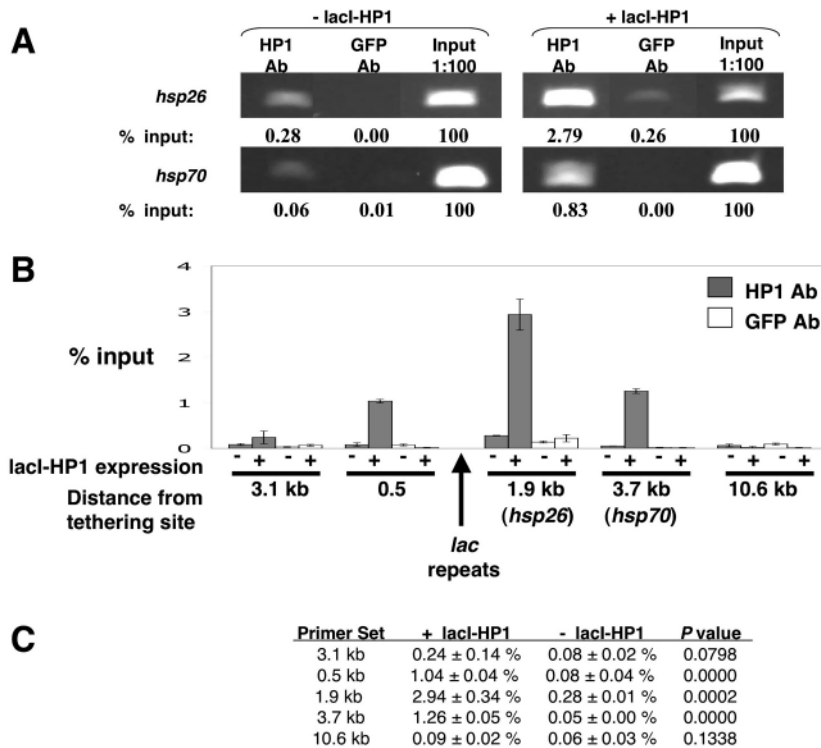 A
- lacI-HP1
+ lacI-HP1
HP1 Ab
GFP Ab
Input 1:100
HP1 Ab
GFP Ab
Input 1:100
hsp26
% input: 0.28 0.00 100 2.79 0.26 100
hsp70
% input: 0.06 0.01 100 0.83 0.00 100
B
4
3
2
1
0
% input
HP1 Ab
GFP Ab
lacI-HP1 expression - + - + - + - + - + - + - + - + - + - +
Distance from tethering site
3.1 kb
0.5
1.9 kb (hsp26)
3.7 kb (hsp70)
10.6 kb
lac repeats
C
Primer Set + lacI-HP1 - lacI-HP1 P value
3.1 kb 0.24 ± 0.14 % 0.08 ± 0.02 % 0.0798
0.5 kb 1.04 ± 0.04 % 0.08 ± 0.04 % 0.0000
1.9 kb 2.94 ± 0.34 % 0.28 ± 0.01 % 0.0002
3.7 kb 1.26 ± 0.05 % 0.05 ± 0.00 % 0.0000
10.6 kb 0.09 ± 0.02 % 0.06 ± 0.03 % 0.1338